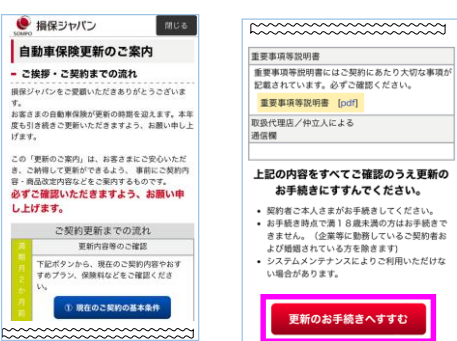 SOMPO
損保ジャパン
閉じる
自動車保険更新のご案内
ご挨拶・ご契約までの流れ
損保ジャパンをご愛顧いただきありがとうございま
す。
お客さまの自動車保険が更新の時期を迎えます。本年
度も引き続きご更新いただきますよう、お願い申し上
げます。
この「更新のご案内」は、お客さまにご安心いただ
き、ご納得して更新ができるよう、 事前にご契約内
容・商品改定内容などをご案内するものです。
必ずご確認いただきますよう、お願い申
し上げます。
ご契約更新までの流れ
満期月2か月前
更新内容等のご確認
下記ボタンから、現在のご契約内容やおす
すめプラン、保険料などをご確認くださ
い。
① 現在のご契約の基本条件
重要事項等説明書
重要事項等説明書にはご契約にあたり大切な事項が
記載されています。必ずご確認ください。
重要事項等説明書 [pdf]
取扱代理店／仲立人による
通信欄
上記の内容をすべてご確認のうえ更新の
お手続きにすすんでください。
• 契約者ご本人さまがお手続きしてください。
• お手続き時点で満１８歳未満の方はお手続きで
きません。（企業等に勤務しているご契約者お
よび婚姻されている方を除きます）
• システムメンテナンスによりご利用いただけな
い場合があります。
更新のお手続きへすすむ